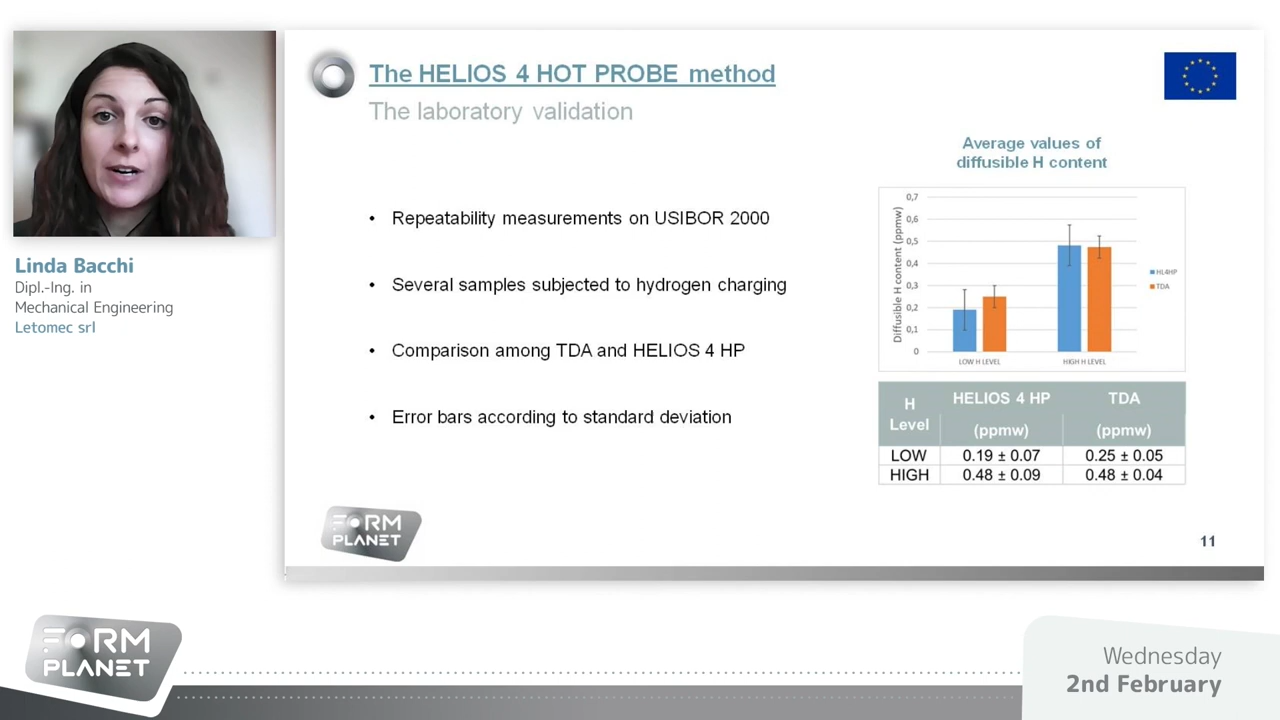 Linda Bacchi
Dipl.-Ing. in
Mechanical Engineering
Letomec srl
The HELIOS 4 HOT PROBE method
The laboratory validation
• Repeatability measurements on USIBOR 2000
• Several samples subjected to hydrogen charging
• Comparison among TDA and HELIOS 4 HP
• Error bars according to standard deviation
Average values of
diffusible H content
Diffusible H content (ppmw)
0,7
0,6
0,5
0,4
0,3
0,2
0,1
0
LOW H LEVEL HIGH H LEVEL
HL4HP
TDA
H Level HELIOS 4 HP (ppmw) TDA (ppmw)
LOW 0.19 ± 0.07 0.25 ± 0.05
HIGH 0.48 ± 0.09 0.48 ± 0.04
FORM
PLANET
11
FORM
PLANET
Wednesday
2nd February